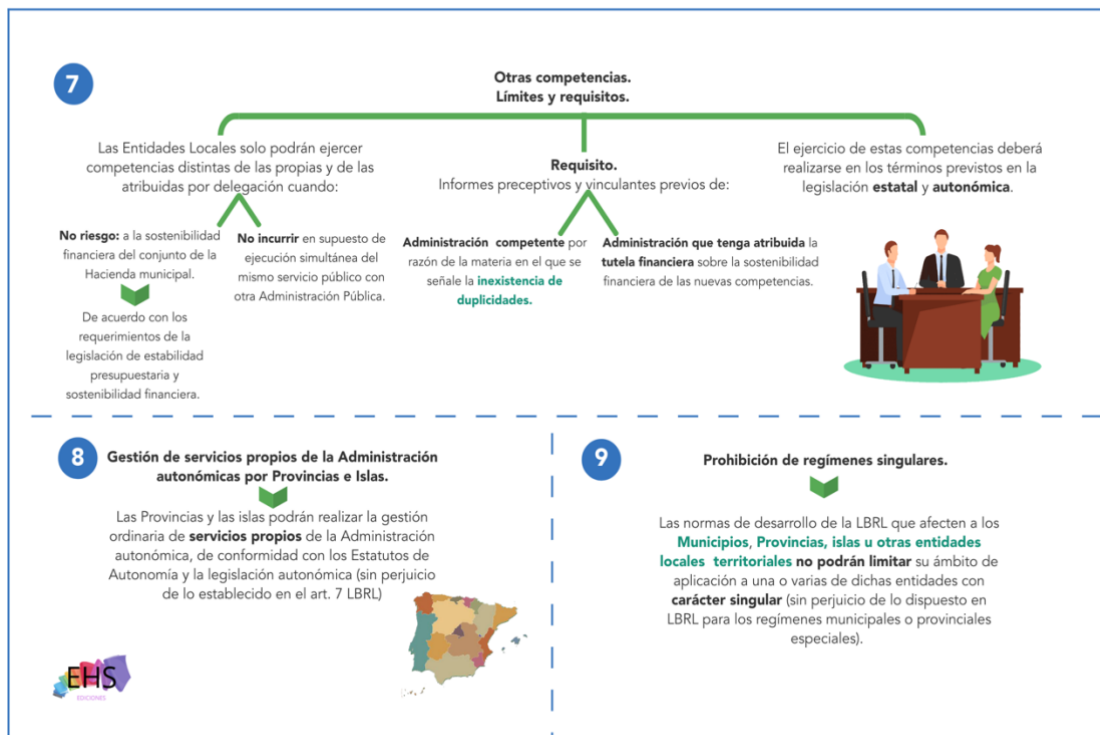 7
Otras competencias.
Límites y requisitos.
Las Entidades Locales solo podrán ejercer
competencias distintas de las propias y de las
atribuidas por delegación cuando:
No riesgo: a la sostenibilidad
financiera del conjunto de la
Hacienda municipal.
De acuerdo con los
requerimientos de la
legislación de estabilidad
presupuestaria y
sostenibilidad financiera.
No incurrir en supuesto de
ejecución simultánea del
mismo servicio público con
otra Administración Pública.
Requisito.
Informes preceptivos y vinculantes previos de:
Administración competente por
razón de la materia en el que se
señale la inexistencia de
duplicidades.
Administración que tenga atribuida la
tutela financiera sobre la sostenibilidad
financiera de las nuevas competencias.
El ejercicio de estas competencias deberá
realizarse en los términos previstos en la
legislación estatal y autonómica.
8
Gestión de servicios propios de la Administración
autonómicas por Provincias e Islas.
Las Provincias y las islas podrán realizar la gestión
ordinaria de servicios propios de la Administración
autonómica, de conformidad con los Estatutos de
Autonomía y la legislación autonómica (sin perjuicio
de lo establecido en el art. 7 LBRL)
EHS
EDICIONES
9
Prohibición de regímenes singulares.
Las normas de desarrollo de la LBRL que afecten a los
Municipios, Provincias, islas u otras entidades
locales territoriales no podrán limitar su ámbito de
aplicación a una o varias de dichas entidades con
carácter singular (sin perjuicio de lo dispuesto en
LBRL para los regímenes municipales o provinciales
especiales).